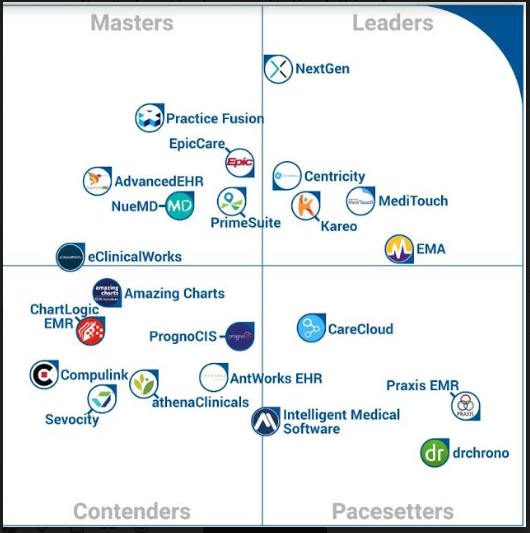 Masters
Leaders
NextGen
Practice Fusion
EpicCare
Epic
Centricity
AdvancedEHR
NueMD
MD
PrimeSuite
Kareo
MediTouch
EMA
eClinicalWorks
amazing
charts
Amazing Charts
ChartLogic
EMR
PrognoCIS
CareCloud
Compulink
AntWorks EHR
athenaClinicals
Sevocity
Intelligent Medical
Software
Praxis EMR
PRAXIS
dr
drchrono
Contenders
Pacesetters